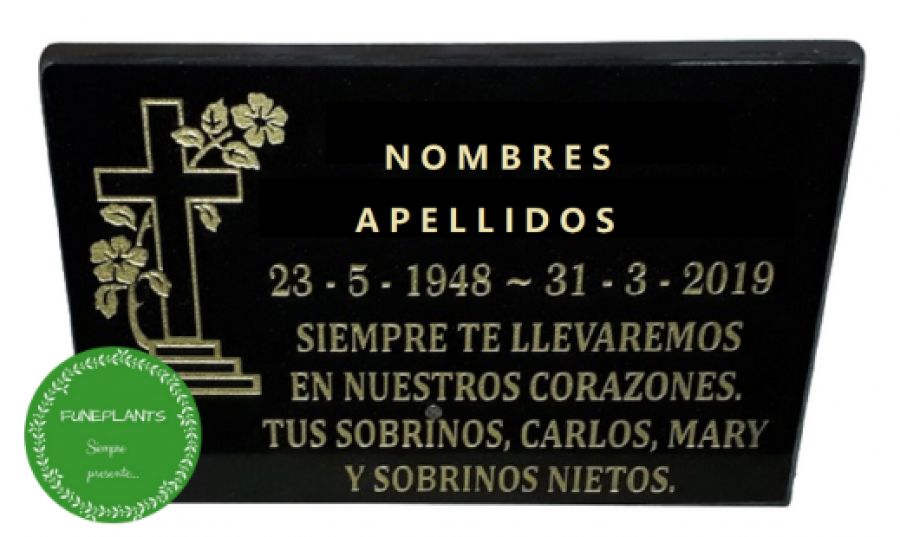 NOMBRES
APELLIDOS
23 - 5 - 1948 ~ 31 - 3 - 2019
SIEMPRE TE LLEVAREMOS
EN NUESTROS CORAZONES.
TUS SOBRINOS, CARLOS, MARY
Y SOBRINOS NIETOS.
FUNEPLANTS
Siempre
presente...